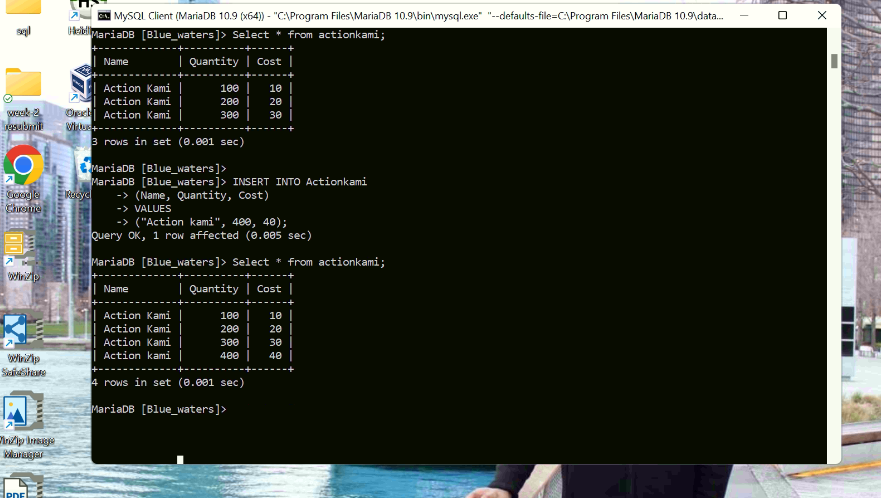 sql
week-2
resubmit
Google
Chrome
WinZip
WinZip
SafeShare
WinZip Image
Manager
PDF
MySQL Client (MariaDB 10.9 (x64)) - "C:\Program Files\MariaDB 10.9\bin\mysql.exe" "--defaults-file=C:\Program Files\MariaDB 10.9\data...
MariaDB [Blue_waters]> Select * from actionkami;
+-------------+----------+------+
| Name        | Quantity | Cost |
+-------------+----------+------+
| Action Kami |      100 |   10 |
| Action Kami |      200 |   20 |
| Action Kami |      300 |   30 |
+-------------+----------+------+
3 rows in set (0.001 sec)
MariaDB [Blue_waters]>
MariaDB [Blue_waters]> INSERT INTO Actionkami
    -> (Name, Quantity, Cost)
    -> VALUES
    -> ("Action kami", 400, 40);
Query OK, 1 row affected (0.005 sec)
MariaDB [Blue_waters]> Select * from actionkami;
+-------------+----------+------+
| Name        | Quantity | Cost |
+-------------+----------+------+
| Action Kami |      100 |   10 |
| Action Kami |      200 |   20 |
| Action Kami |      300 |   30 |
| Action kami |      400 |   40 |
+-------------+----------+------+
4 rows in set (0.001 sec)
MariaDB [Blue_waters]>